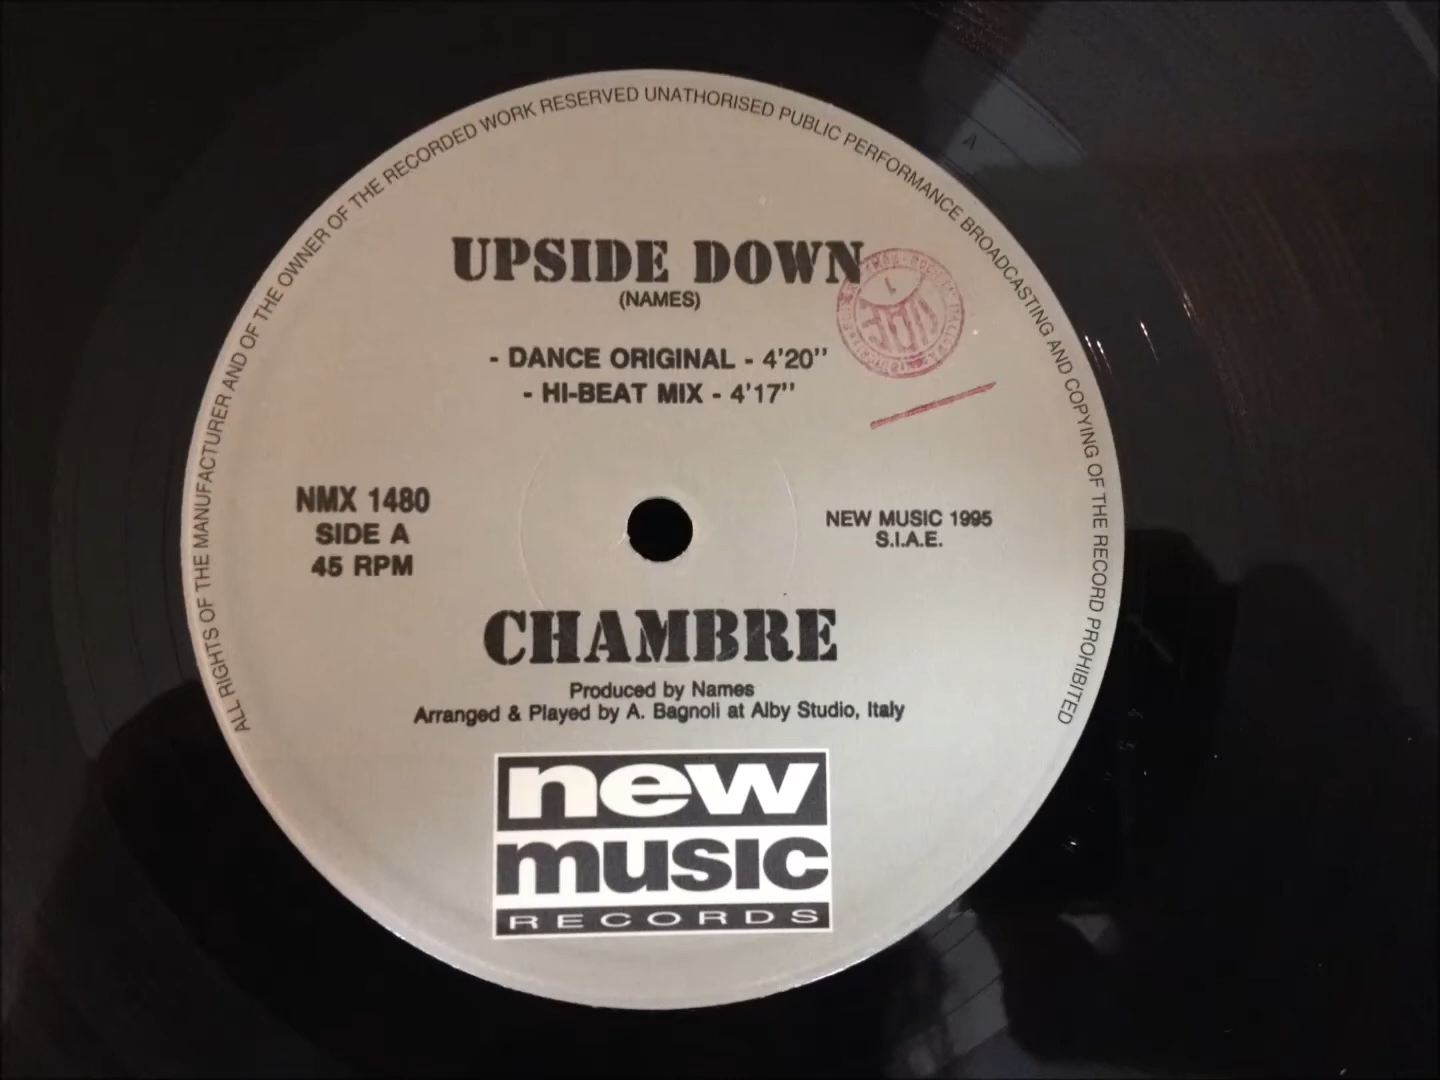 ALL RIGHTS OF THE MANUFACTURER AND OF THE OWNER OF THE RECORDED WORK RESERVED UNATHORISED PUBLIC PERFORMANCE BROADCASTING AND COPYING OF THE RECORD PROHIBITED
UPSIDE DOWN
(NAMES)
- DANCE ORIGINAL - 4'20''
- HI-BEAT MIX - 4'17''
NMX 1480
SIDE A
45 RPM
NEW MUSIC 1995
S.I.A.E.
CHAMBRE
Produced by Names
Arranged & Played by A. Bagnoli at Alby Studio, Italy
new
music
RECORDS